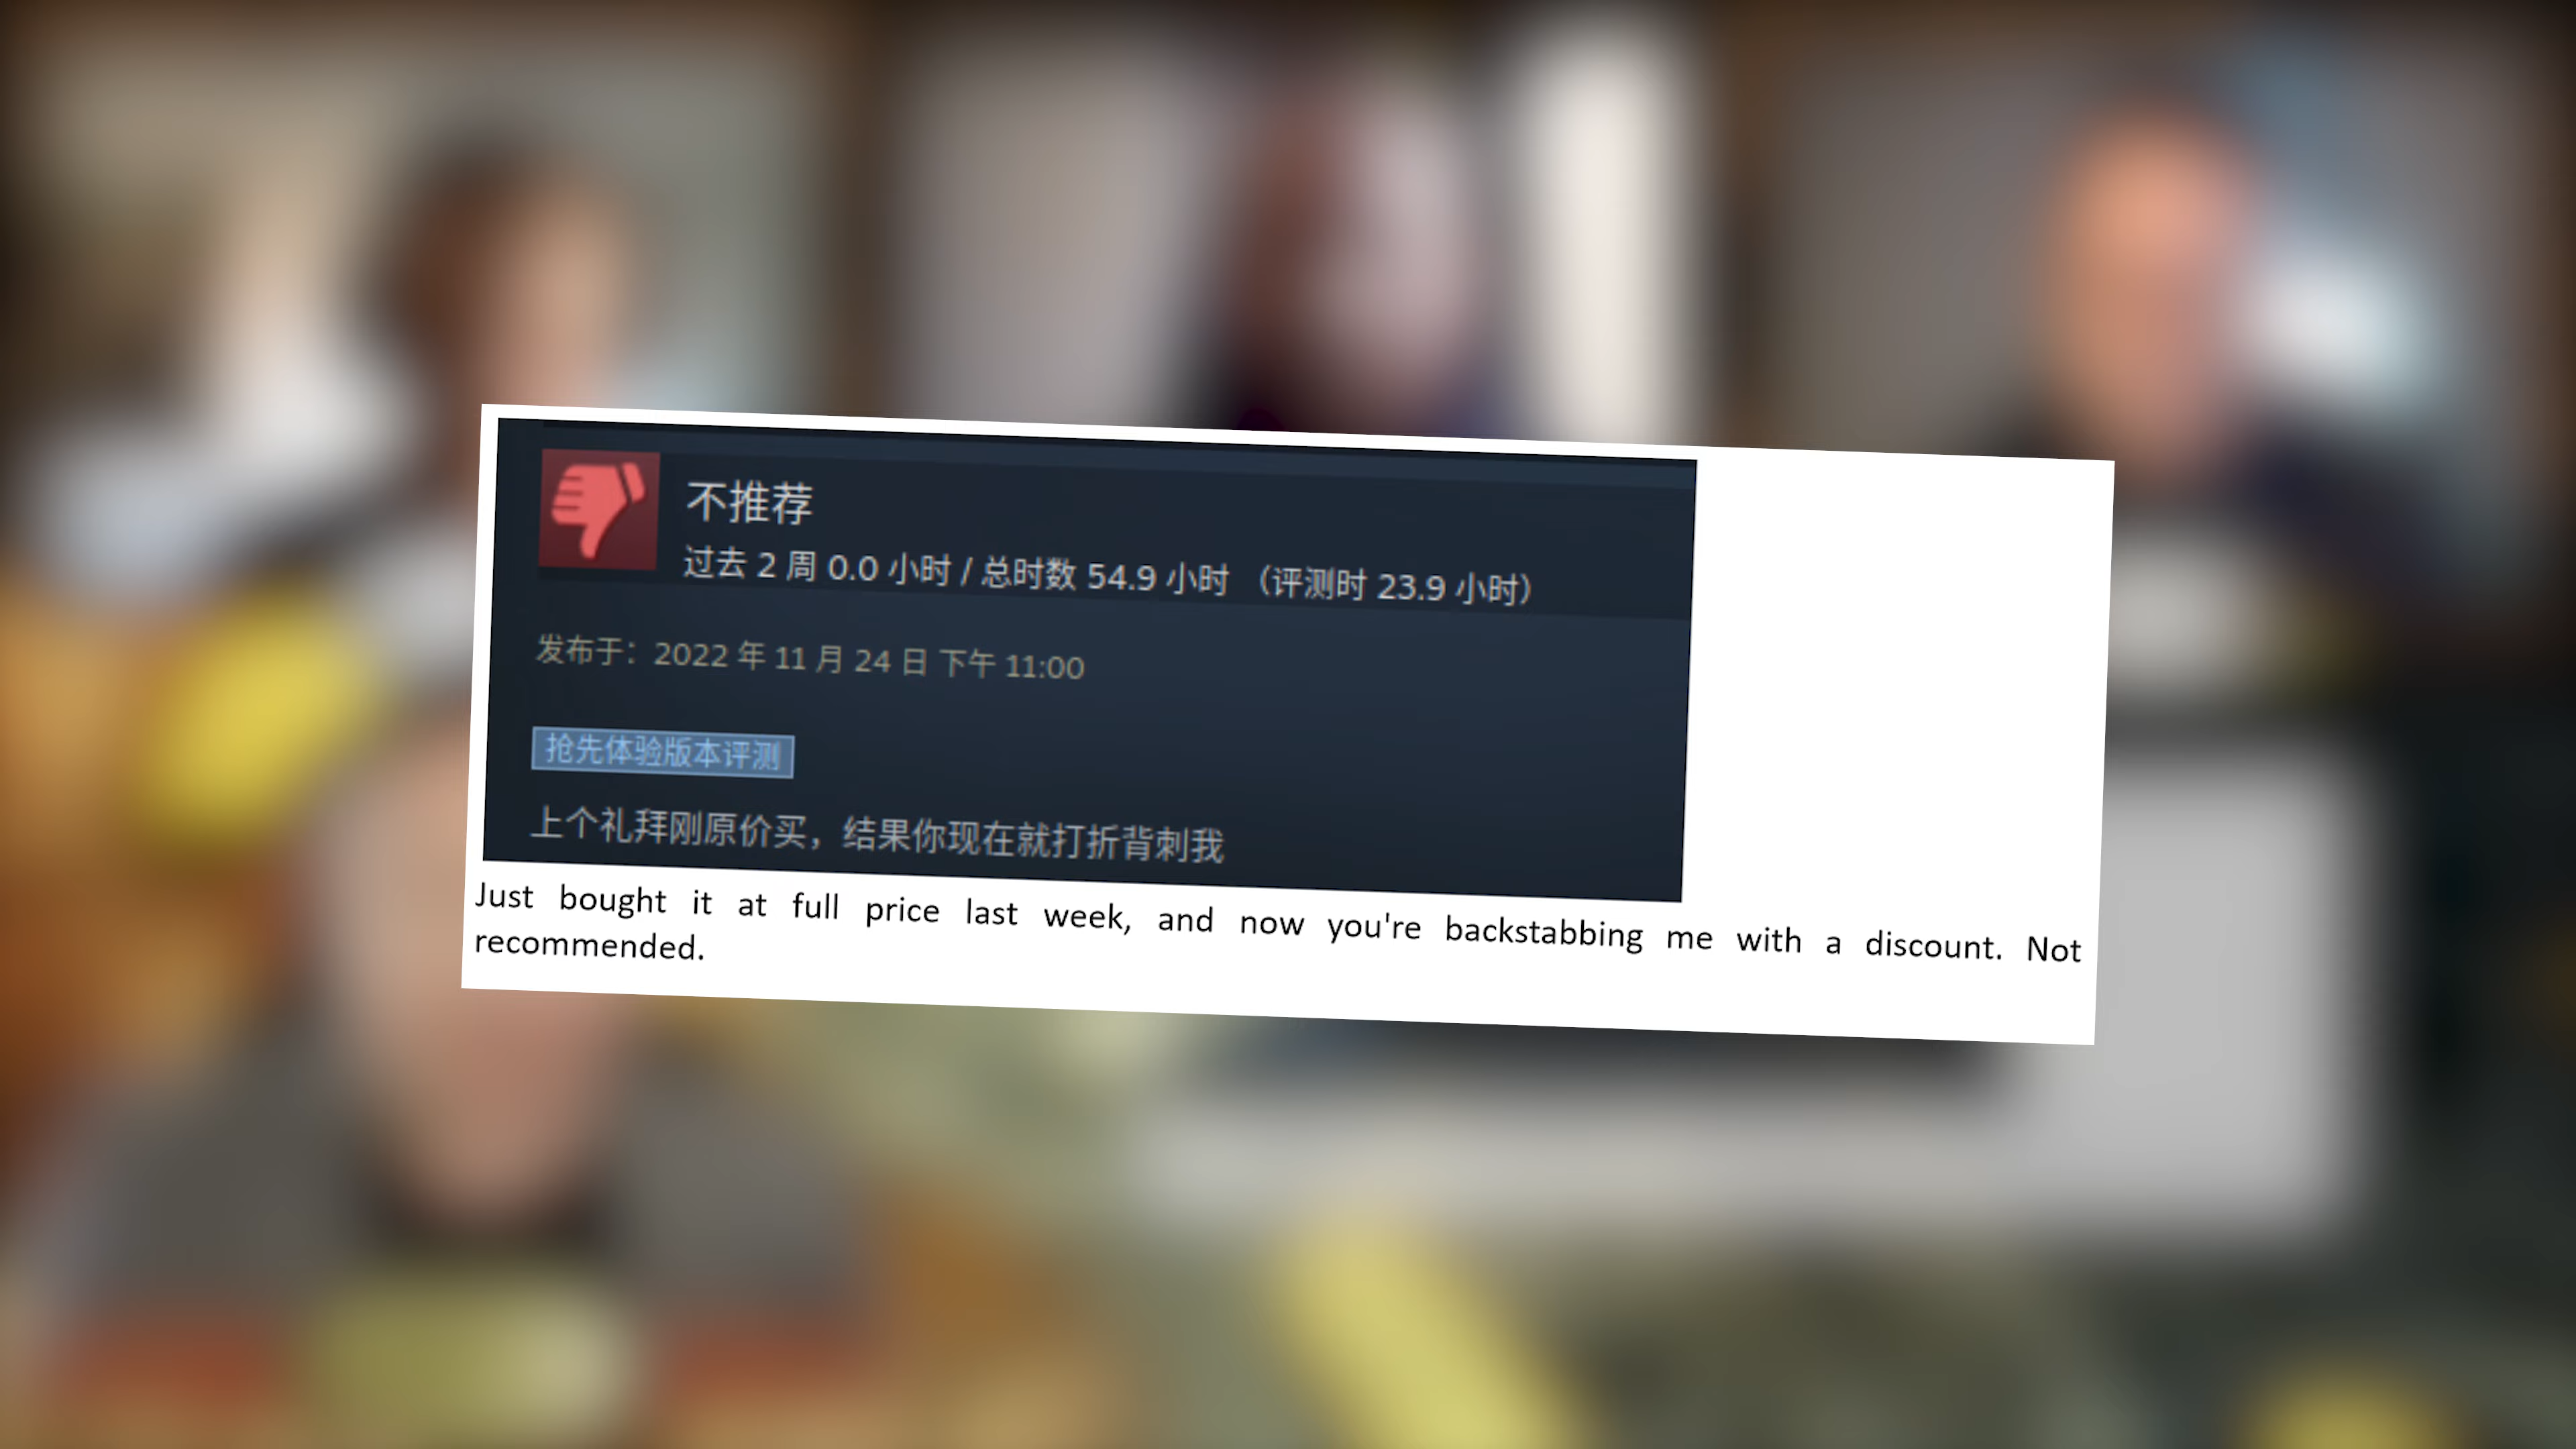 不推荐
过去 2 周 0.0 小时 / 总时数 54.9 小时 （评测时 23.9 小时）
发布于：2022 年 11 月 24 日 下午 11:00
抢先体验版本评测
上个礼拜刚原价买，结果你现在就打折背刺我
Just bought it at full price last week, and now you're backstabbing me with a discount. Not
recommended.